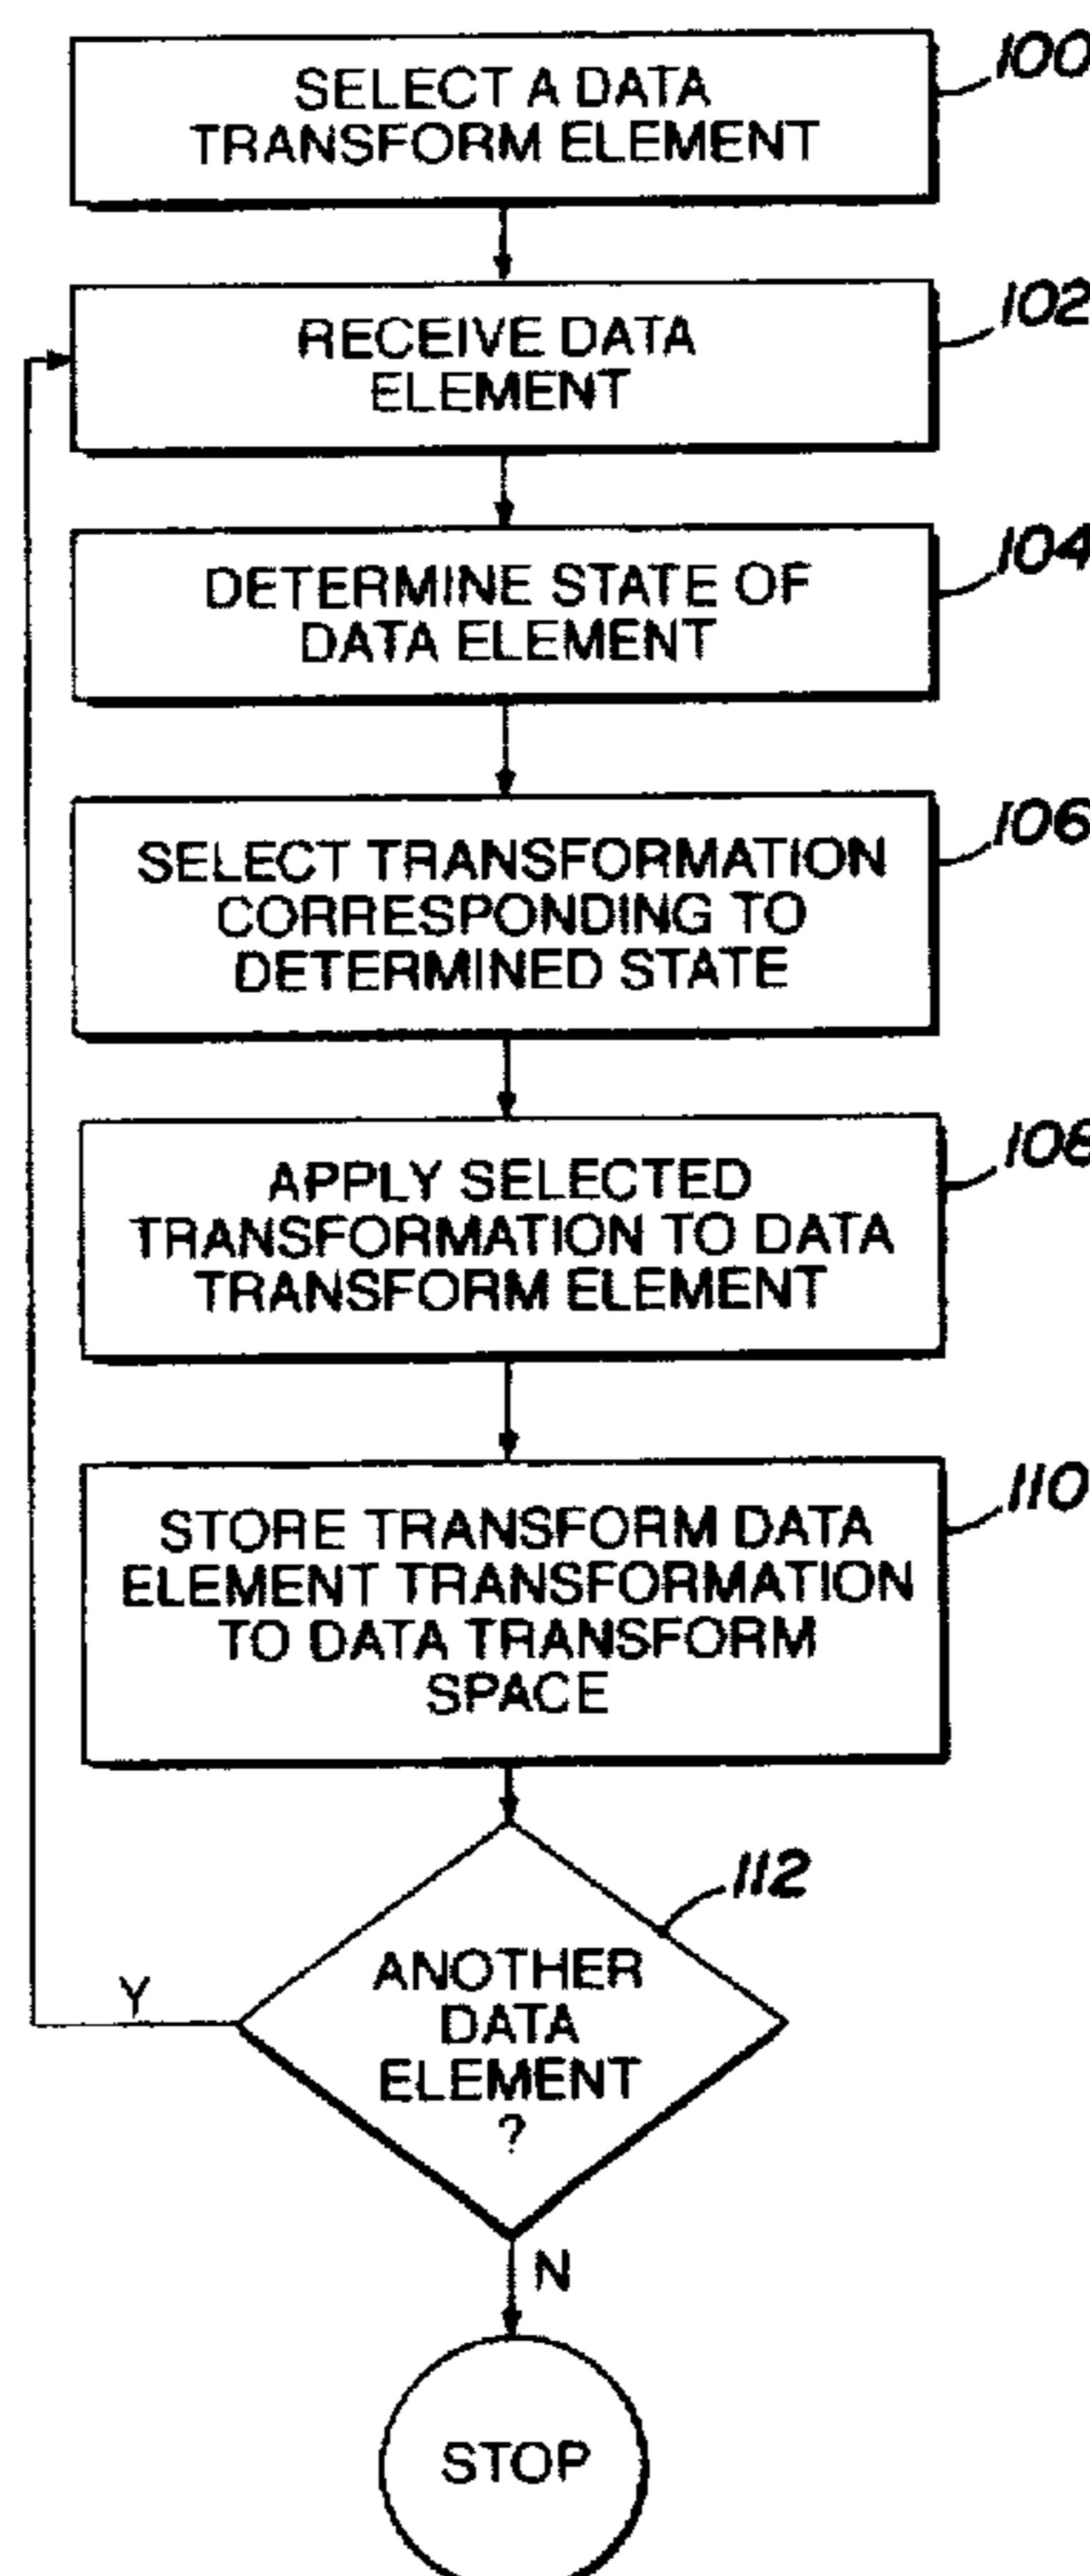 100
SELECT A DATA
TRANSFORM ELEMENT
102
RECEIVE DATA
ELEMENT
104
DETERMINE STATE OF
DATA ELEMENT
106
SELECT TRANSFORMATION
CORRESPONDING TO
DETERMINED STATE
108
APPLY SELECTED
TRANSFORMATION TO DATA
TRANSFORM ELEMENT
110
STORE TRANSFORM DATA
ELEMENT TRANSFORMATION
TO DATA TRANSFORM
SPACE
112
ANOTHER
DATA
ELEMENT
?
Y
N
STOP